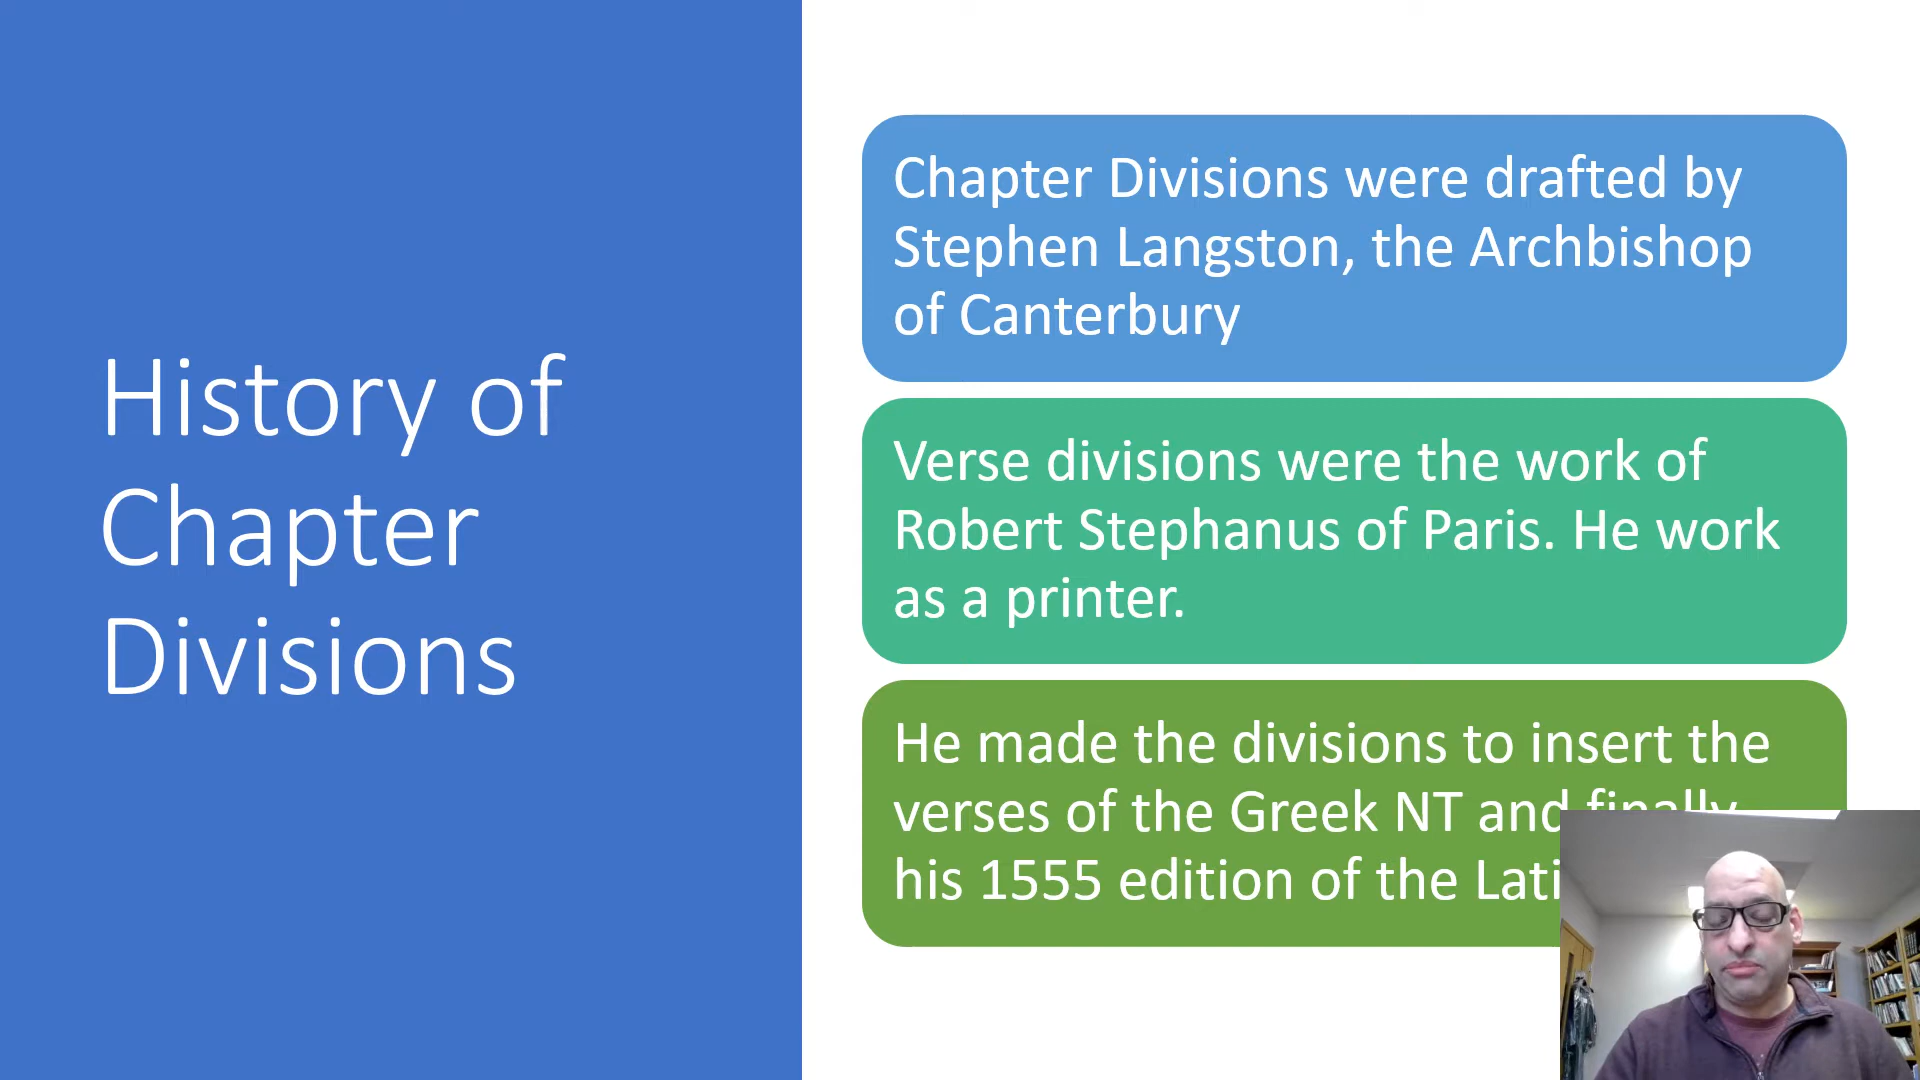 History of
Chapter
Divisions
Chapter Divisions were drafted by
Stephen Langston, the Archbishop
of Canterbury
Verse divisions were the work of
Robert Stephanus of Paris. He work
as a printer.
He made the divisions to insert the
verses of the Greek NT and finally
his 1555 edition of the